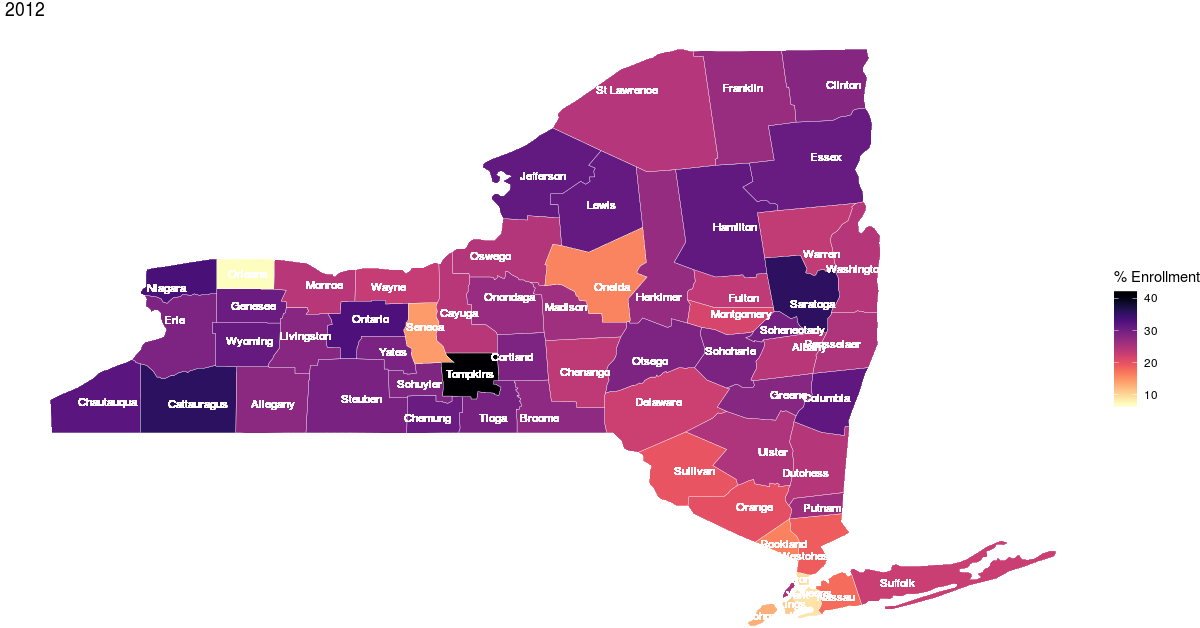 2012
St Lawrence
Franklin
Clinton
Essex
Jefferson
Lewis
Hamilton
Warren
Washington
Oswego
Oneida
Herkimer
Fulton
Saratoga
Montgomery
Niagara
Orleans
Monroe
Wayne
Genesee
Erie
Ontario
Seneca
Cayuga
Onondaga
Madison
Wyoming
Livingston
Yates
Schenectady
Albany
Rensselaer
Schoharie
Otsego
Cortland
Chenango
Tompkins
Schuyler
Chautauqua
Cattaraugus
Allegany
Steuben
Chemung
Tioga
Broome
Delaware
Greene
Columbia
Ulster
Dutchess
Sullivan
Orange
Putnam
Rockland
Westchester
Nassau
Suffolk
% Enrollment
40
30
20
10